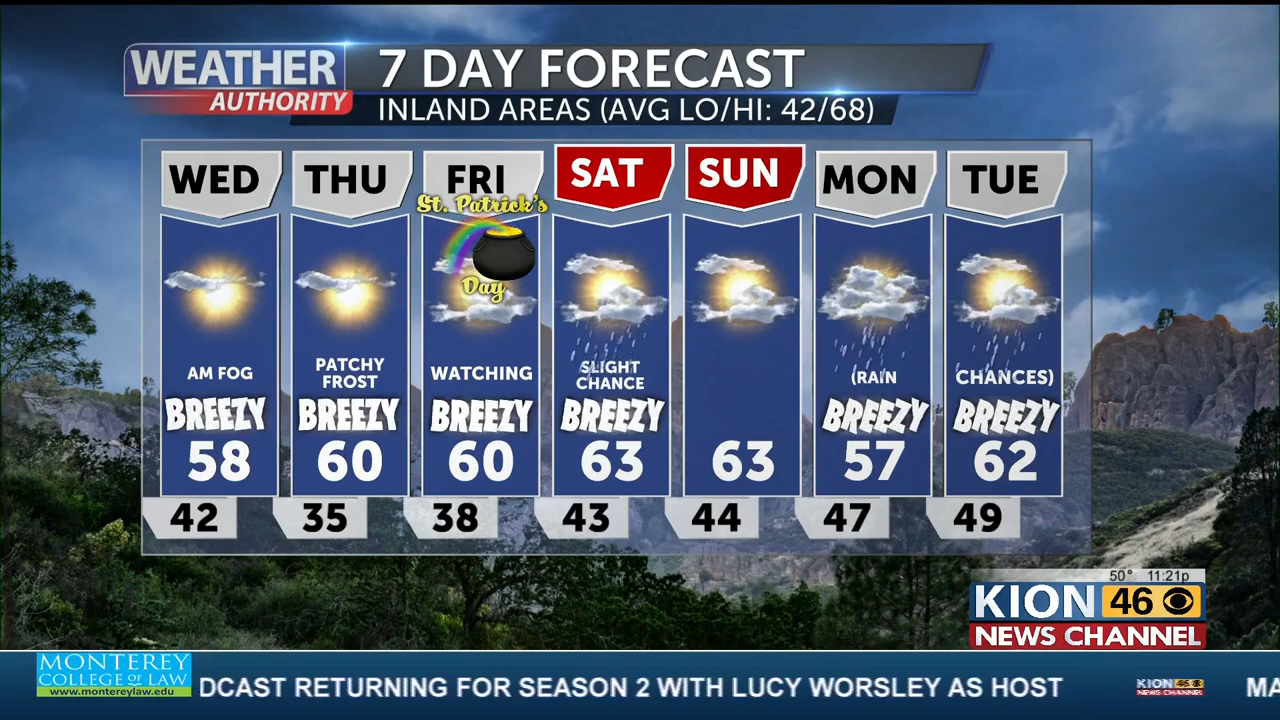 WEATHER
AUTHORITY
7 DAY FORECAST
INLAND AREAS (AVG LO/HI: 42/68)
WED THU FRI SAT SUN MON TUE
St. Patrick's
Day
AM FOG
PATCHY
FROST
WATCHING
SLIGHT
CHANCE
(RAIN
CHANCES)
BREEZY BREEZY BREEZY BREEZY BREEZY BREEZY
58 60 60 63 63 57 62
42 35 38 43 44 47 49
50° 11:21p
KION 46
NEWS CHANNEL
MONTEREY
COLLEGE OF LAW
www.montereylaw.edu
DCAST RETURNING FOR SEASON 2 WITH LUCY WORSLEY AS HOST
KION 46
NEWS CHANNEL
MA